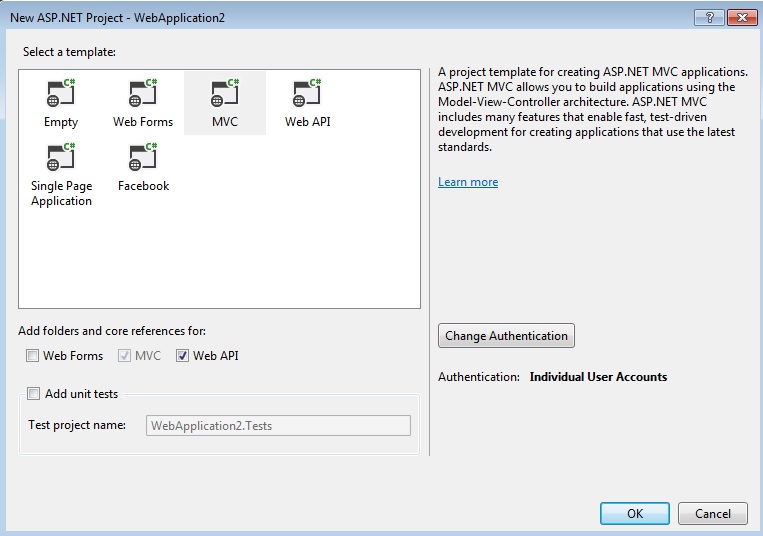 New ASP.NET Project - WebApplication2
Select a template:
C# C# C# C#
Empty Web Forms MVC Web API
C# C#
Single Page Facebook
Application
A project template for creating ASP.NET MVC applications.
ASP.NET MVC allows you to build applications using the
Model-View-Controller architecture. ASP.NET MVC
includes many features that enable fast, test-driven
development for creating applications that use the latest
standards.
Learn more
Add folders and core references for:
Web Forms MVC Web API
Add unit tests
Test project name: WebApplication2.Tests
Change Authentication
Authentication: Individual User Accounts
OK Cancel